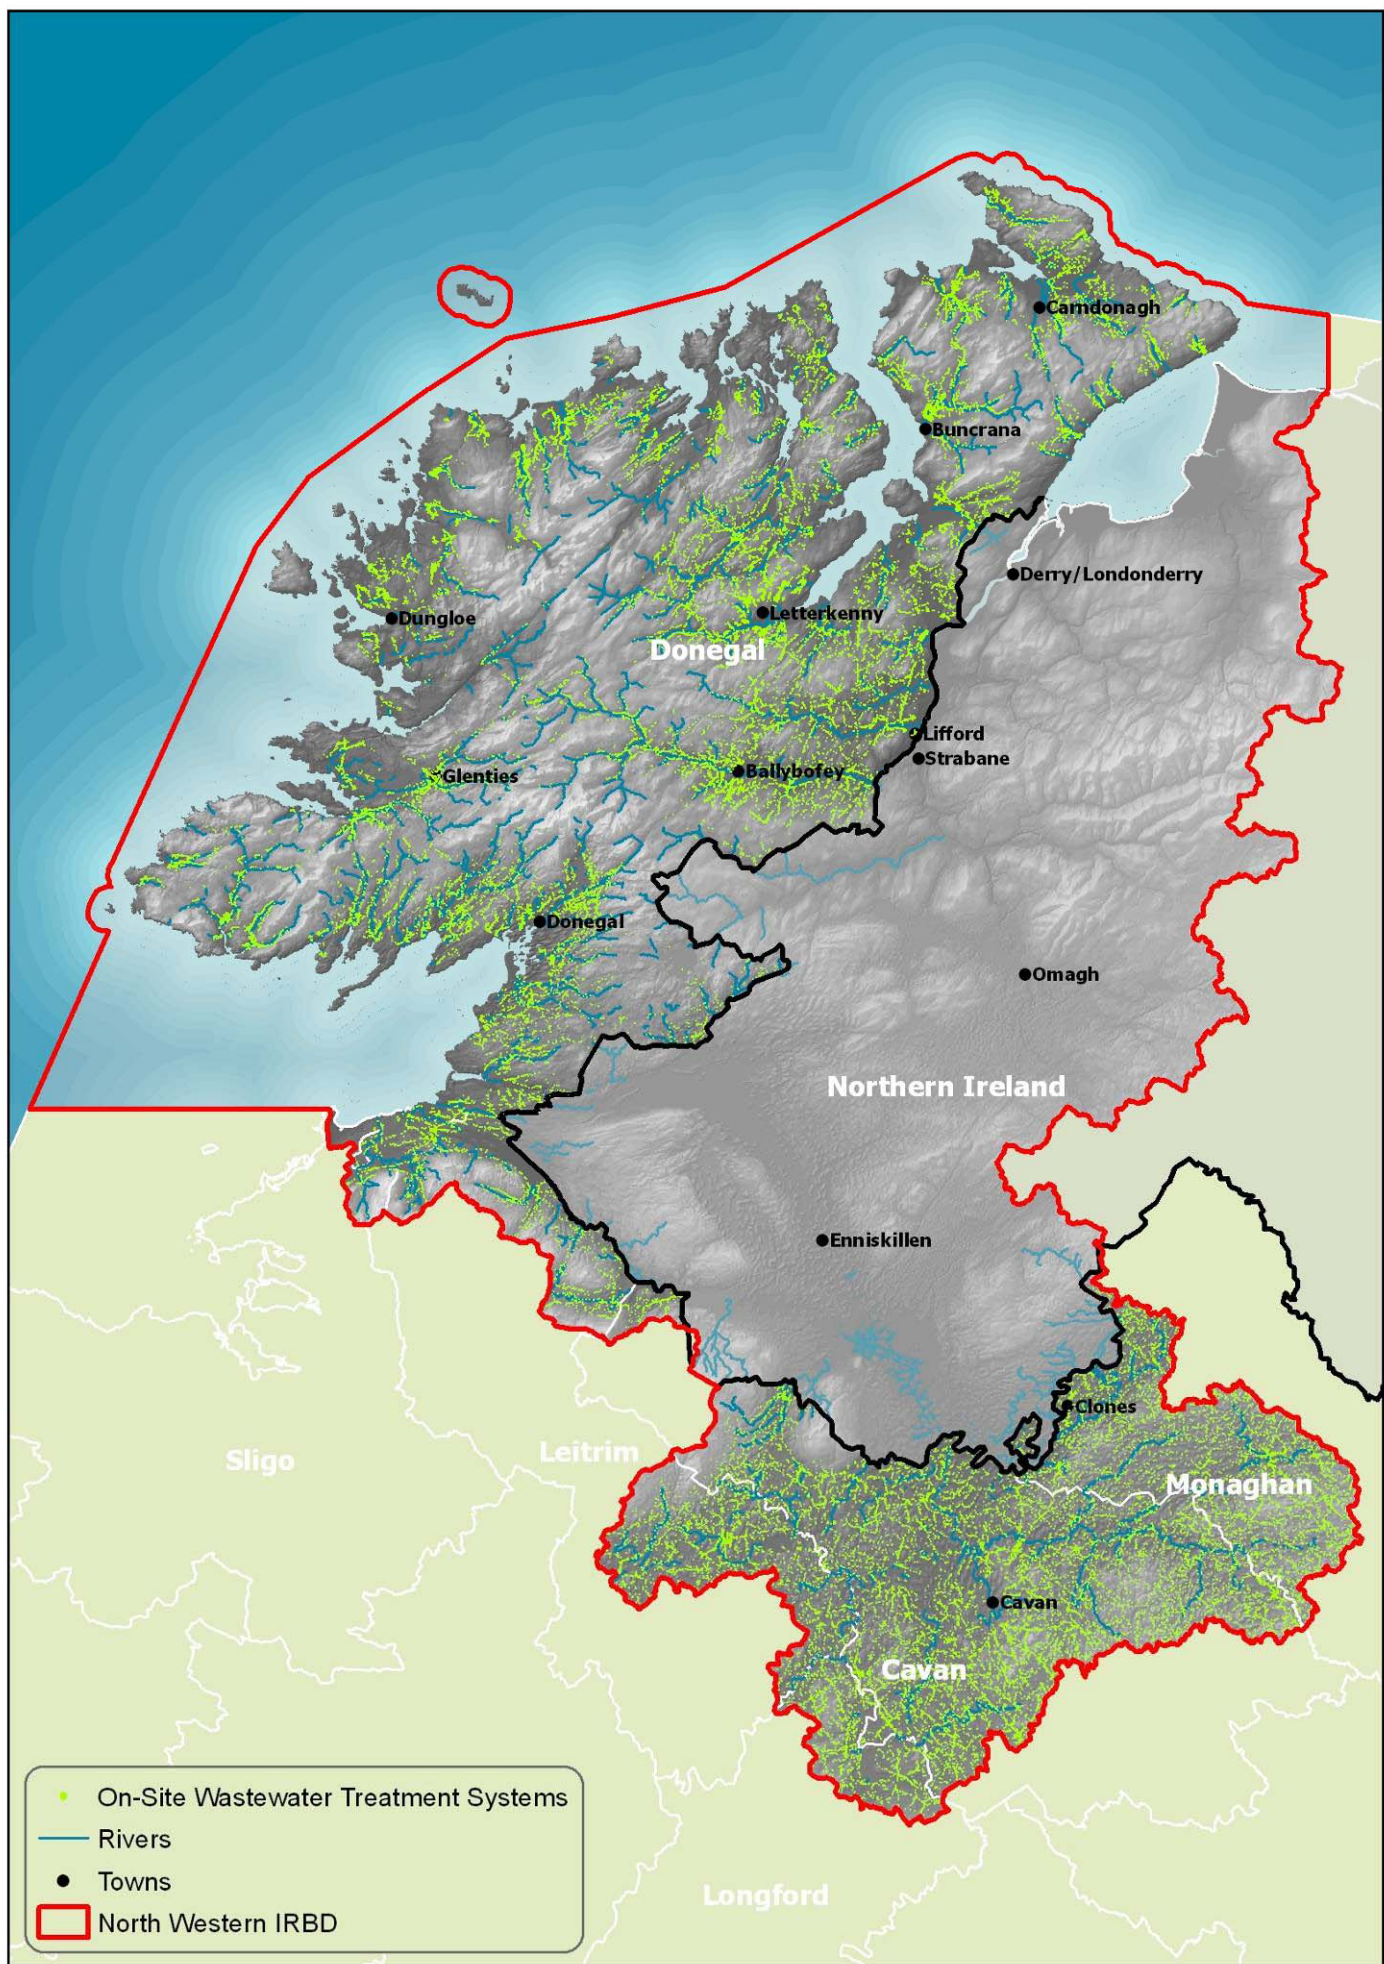 Carndonagh
Buncrana
Derry/Londonderry
Dungloe
Letterkenny
Donegal
Lifford
Strabane
Glenties
Ballybofey
Donegal
Omagh
Northern Ireland
Enniskillen
Clones
Sligo
Leitrim
Monaghan
Cavan
Cavan
Longford
On-Site Wastewater Treatment Systems
Rivers
Towns
North Western IRBD